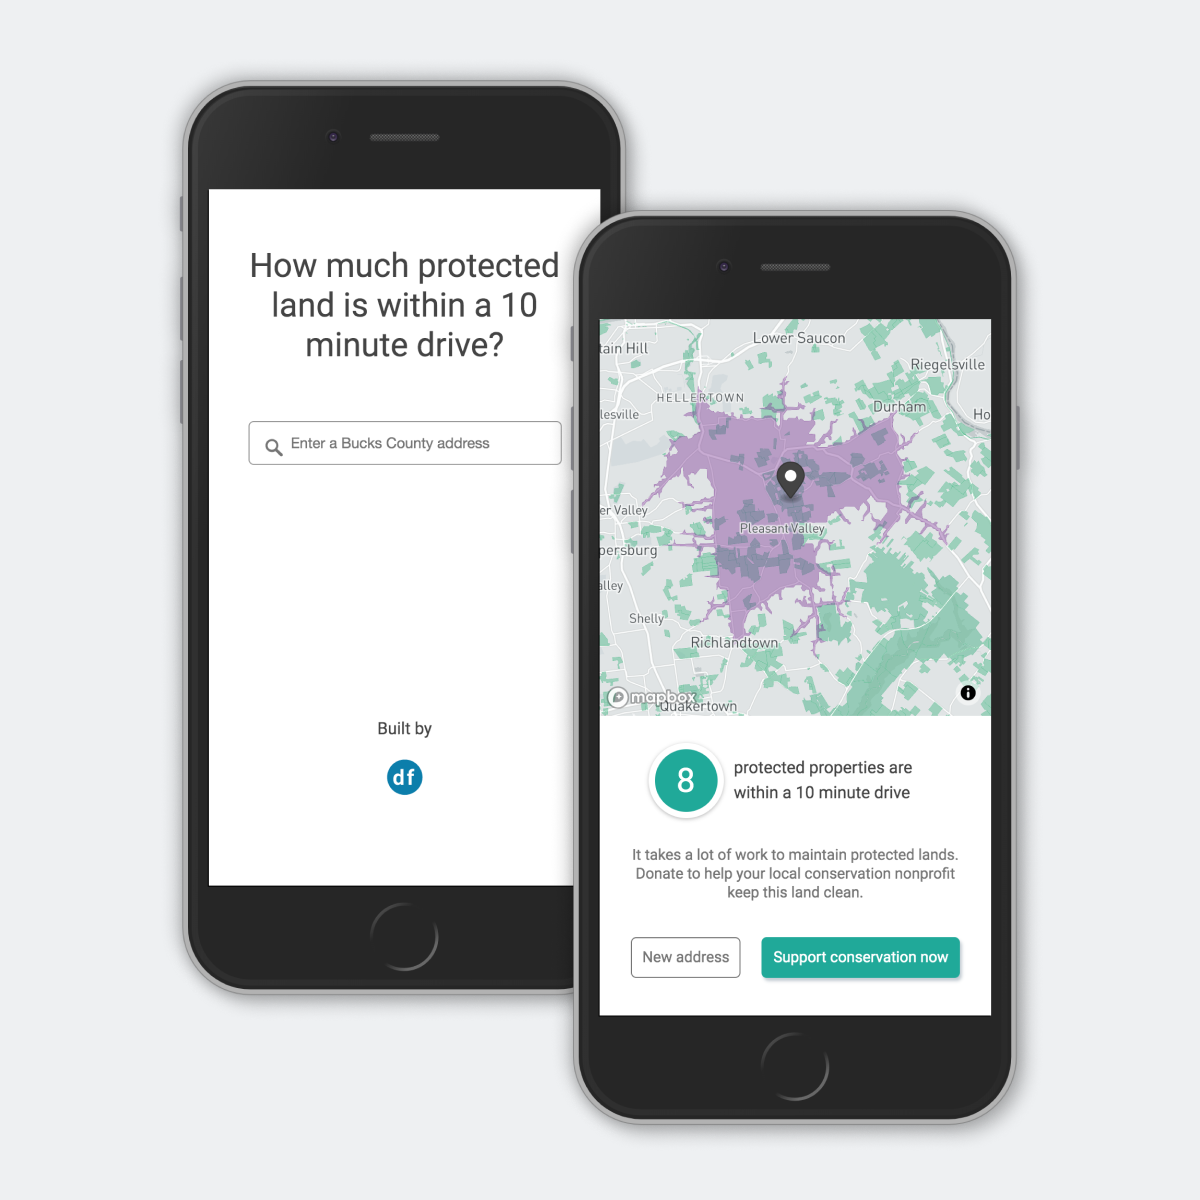 How much protected
land is within a 10
minute drive?
Enter a Bucks County address
Built by
df
Lower Saucon
tain Hill
Riegelsville
HELLERTOWN
lesville
Durham
Ho
er Valley
Pleasant Valley
persburg
alley
Shelly
Richlandtown
mapbox
Quakertown
8
protected properties are
within a 10 minute drive
It takes a lot of work to maintain protected lands.
Donate to help your local conservation nonprofit
keep this land clean.
New address
Support conservation now